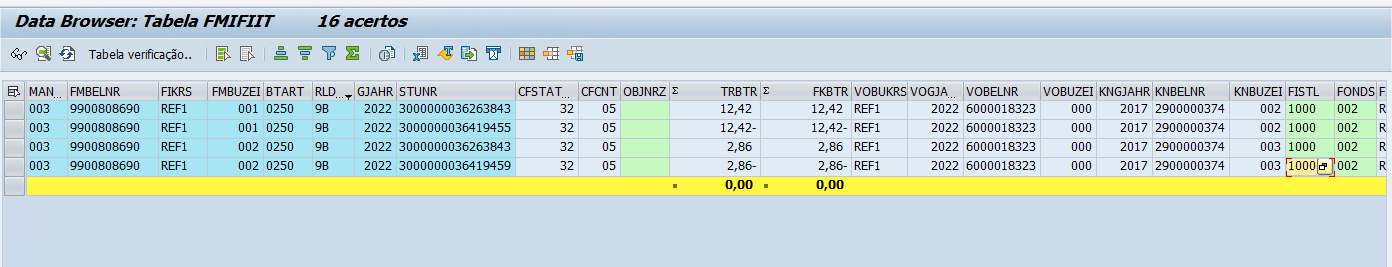 Data Browser: Tabela FMIFIIT 16 acertos
Tabela verificação..
MAN... FMBELNR FIKRS FMBUZEI BTART RLD... GJAHR STUNR CFSTAT... CFCNT OBJNRZ Σ TRBTR Σ FKBTR VOBUKRS VOGJA... VOBELNR VOBUZEI KNGJAHR KNBELNR KNBUZEI FISTL FONDS F
003 9900808690 REF1 001 0250 9B 2022 3000000036263843 32 05 12,42 12,42 REF1 2022 6000018323 000 2017 2900000374 002 1000 002 R
003 9900808690 REF1 001 0250 9B 2022 3000000036419455 32 05 12,42- 12,42- REF1 2022 6000018323 000 2017 2900000374 002 1000 002 R
003 9900808690 REF1 002 0250 9B 2022 3000000036263843 32 05 2,86 2,86 REF1 2022 6000018323 000 2017 2900000374 003 1000 002 R
003 9900808690 REF1 002 0250 9B 2022 3000000036419459 32 05 2,86- 2,86- REF1 2022 6000018323 000 2017 2900000374 003 1000 002 R
0,00 0,00